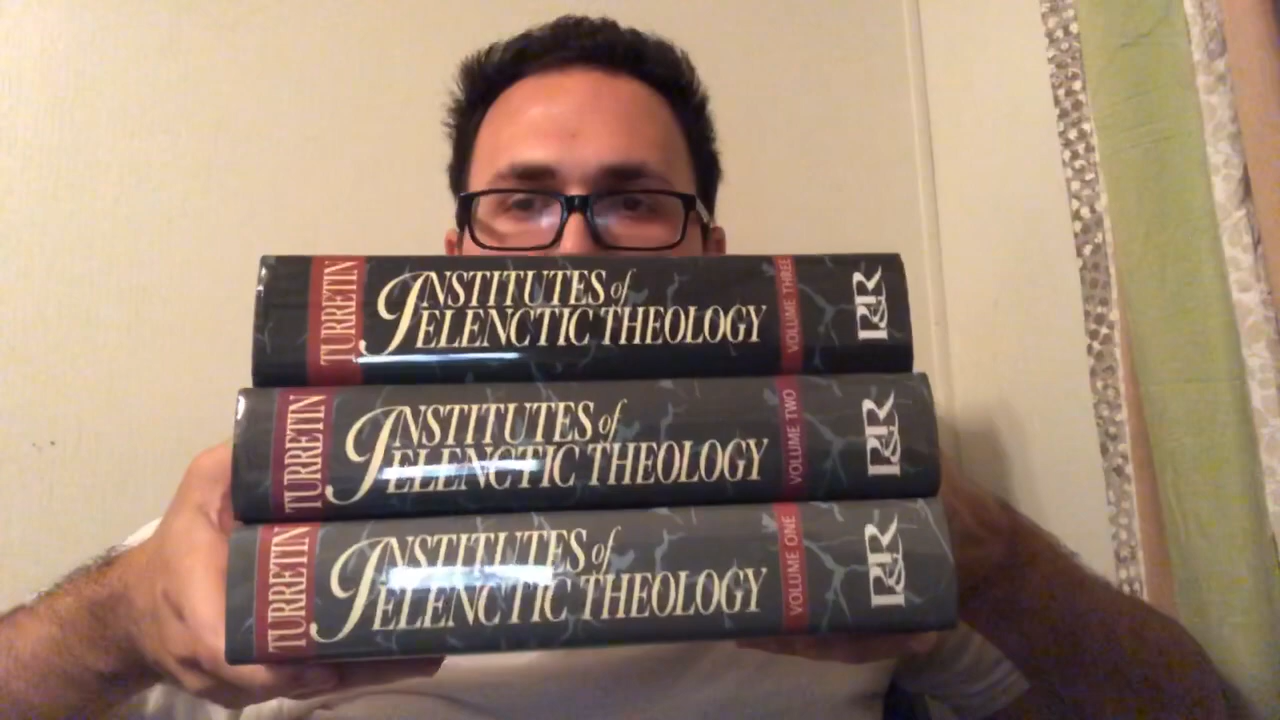 TURRETIN
INSTITUTES of
ELENCTIC THEOLOGY
VOLUME THREE
P&R
TURRETIN
INSTITUTES of
ELENCTIC THEOLOGY
VOLUME TWO
P&R
TURRETIN
INSTITUTES of
ELENCTIC THEOLOGY
VOLUME ONE
P&R